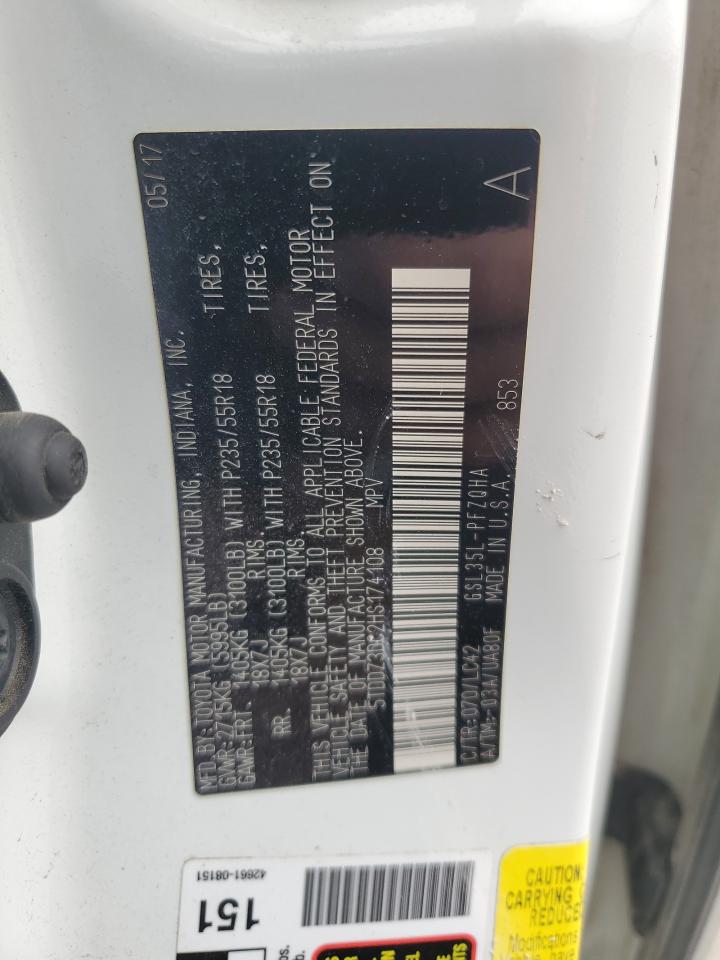 MFD.BY:TOYOTA MOTOR MANUFACTURING, INDIANA, INC. 05/17
GVWR:2715KG (5995LB)
GAWR:FRT. 1405KG (3100LB) WITH P235/55R18 TIRES,
18X7J RIMS,
RR. 1405KG (3100LB) WITH P235/55R18 TIRES,
18X7J RIMS
THIS VEHICLE CONFORMS TO ALL APPLICABLE FEDERAL MOTOR
VEHICLE SAFETY AND THEFT PREVENTION STANDARDS IN EFFECT ON
THE DATE OF MANUFACTURE SHOWN ABOVE.
5TDDZ3DC2HS174108 MPV
C/TR:070/LC42 GSL35L-PFZQHA
A/TM:-03A/UA80F MADE IN U.S.A. 853
A
42661-08151
151
CAUTION
CARRYING
REDUCE